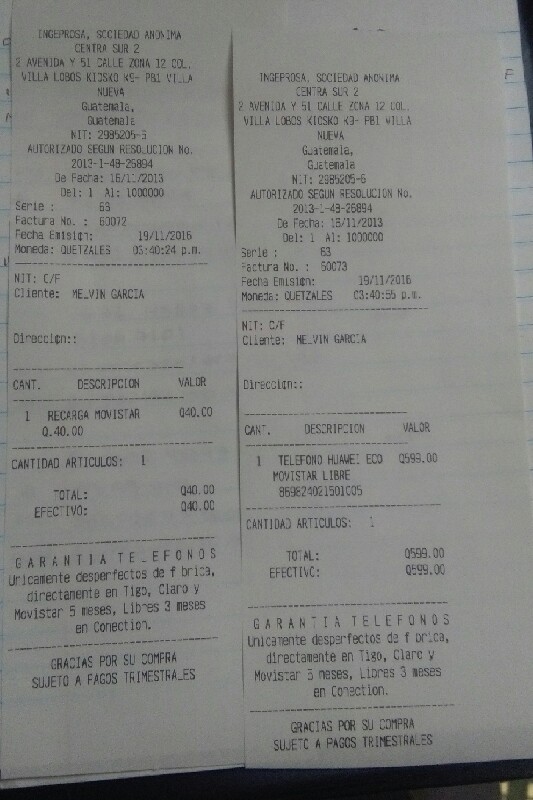 INGEPROSA, SOCIEDAD ANONIMA
CENTRA SUR 2
2 AVENIDA Y 51 CALLE ZONA 12 COL.
VILLA LOBOS KIOSKO K9- PB1 VILLA
NUEVA
Guatemala,
Guatemala
NIT: 2985205-6
AUTORIZADO SEGUN RESOLUCION No.
2013-1-48-26894
De Fecha: 16/11/2013
Del: 1 Al: 1000000
Serie : 63
Factura No. : 60072
Fecha Emision: 19/11/2016
Moneda: QUETZALES 03:40:24 p.m.
NIT: C/F
Cliente: MELVIN GARCIA
Direccion::
CANT. DESCRIPCION VALOR
1 RECARGA MOVISTAR Q40.00
Q.40.00
CANTIDAD ARTICULOS: 1
TOTAL: Q40.00
EFECTIVO: Q40.00
G A R A N T I A T E L E F O N O S
Unicamente desperfectos de f brica,
directamente en Tigo, Claro y
Movistar 6 meses, Libres 3 meses
en Conection.
GRACIAS POR SU COMPRA
SUJETO A PAGOS TRIMESTRALES
INGEPROSA, SOCIEDAD ANONIMA
CENTRA SUR 2
2 AVENIDA Y 51 CALLE ZONA 12 COL.
VILLA LOBOS KIOSKO K9- PB1 VILLA
NUEVA
Guatemala,
Guatemala
NIT: 2985205-6
AUTORIZADO SEGUN RESOLUCION No.
2013-1-48-26894
De Fecha: 16/11/2013
Del: 1 Al: 1000000
Serie : 63
Factura No. : 60073
Fecha Emision: 19/11/2016
Moneda: QUETZALES 03:40:55 p.m.
NIT: C/F
Cliente: MELVIN GARCIA
Direccion::
CANT. DESCRIPCION VALOR
1 TELEFONO HUAWEI ECO Q599.00
MOVISTAR LIBRE
869824021501005
CANTIDAD ARTICULOS: 1
TOTAL: Q599.00
EFECTIVO: Q599.00
G A R A N T I A T E L E F O N O S
Unicamente desperfectos de f brica,
directamente en Tigo, Claro y
Movistar 6 meses, Libres 3 meses
en Conection.
GRACIAS POR SU COMPRA
SUJETO A PAGOS TRIMESTRALES